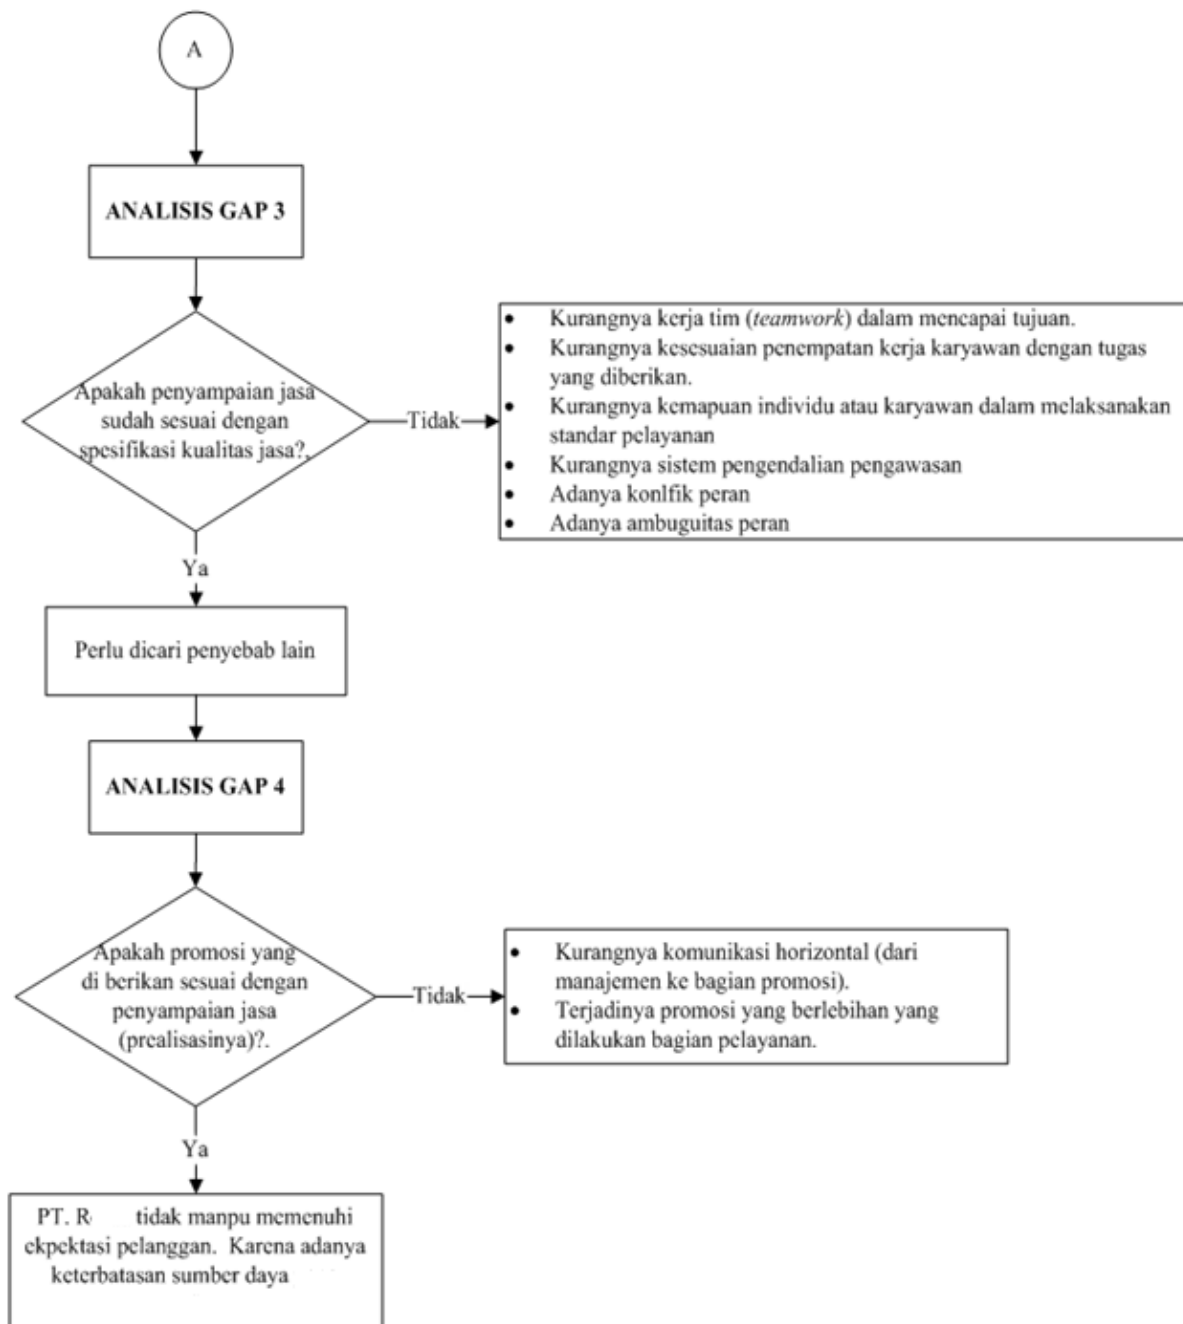 A
ANALISIS GAP 3
Apakah penyampaian jasa
sudah sesuai dengan
spesifikasi kualitas jasa?.
Tidak
• Kurangnya kerja tim (teamwork) dalam mencapai tujuan.
• Kurangnya kesesuaian penempatan kerja karyawan dengan tugas
yang diberikan.
• Kurangnya kemapuan individu atau karyawan dalam melaksanakan
standar pelayanan
• Kurangnya sistem pengendalian pengawasan
• Adanya konlfik peran
• Adanya ambuguitas peran
Ya
Perlu dicari penyebab lain
ANALISIS GAP 4
Apakah promosi yang
di berikan sesuai dengan
penyampaian jasa
(prealisasinya)?.
Tidak
• Kurangnya komunikasi horizontal (dari
manajemen ke bagian promosi).
• Terjadinya promosi yang berlebihan yang
dilakukan bagian pelayanan.
Ya
PT. R tidak manpu memenuhi
ekpektasi pelanggan. Karena adanya
keterbatasan sumber daya